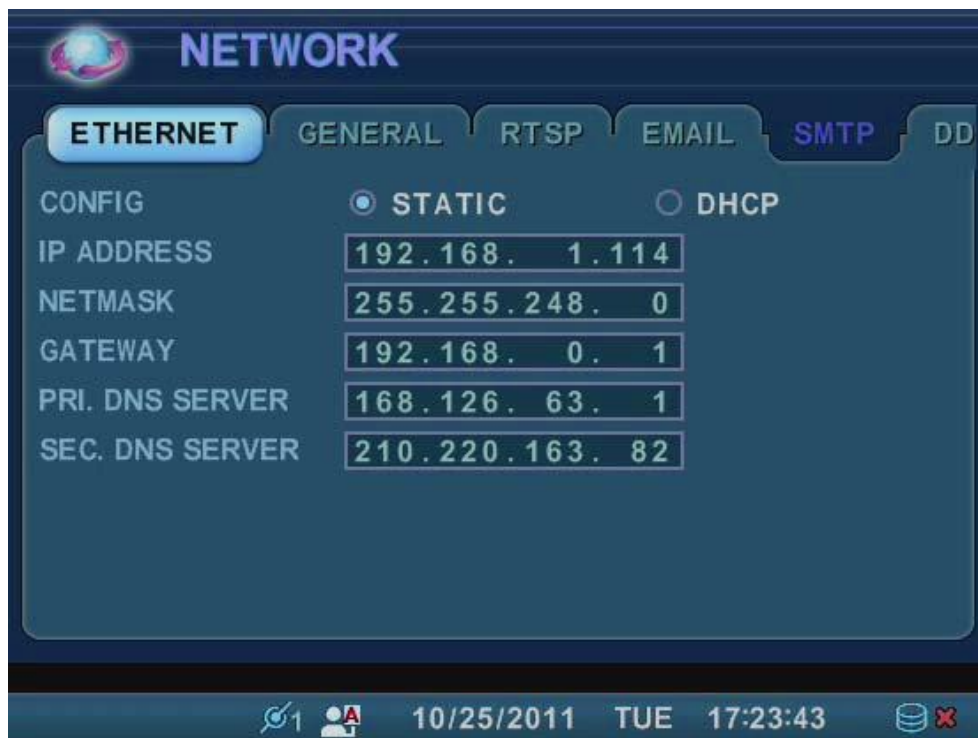 NETWORK
ETHERNET GENERAL RTSP EMAIL SMTP DD
CONFIG STATIC DHCP
IP ADDRESS 192.168. 1.114
NETMASK 255.255.248. 0
GATEWAY 192.168. 0. 1
PRI. DNS SERVER 168.126. 63. 1
SEC. DNS SERVER 210.220.163. 82
1 A 10/25/2011 TUE 17:23:43